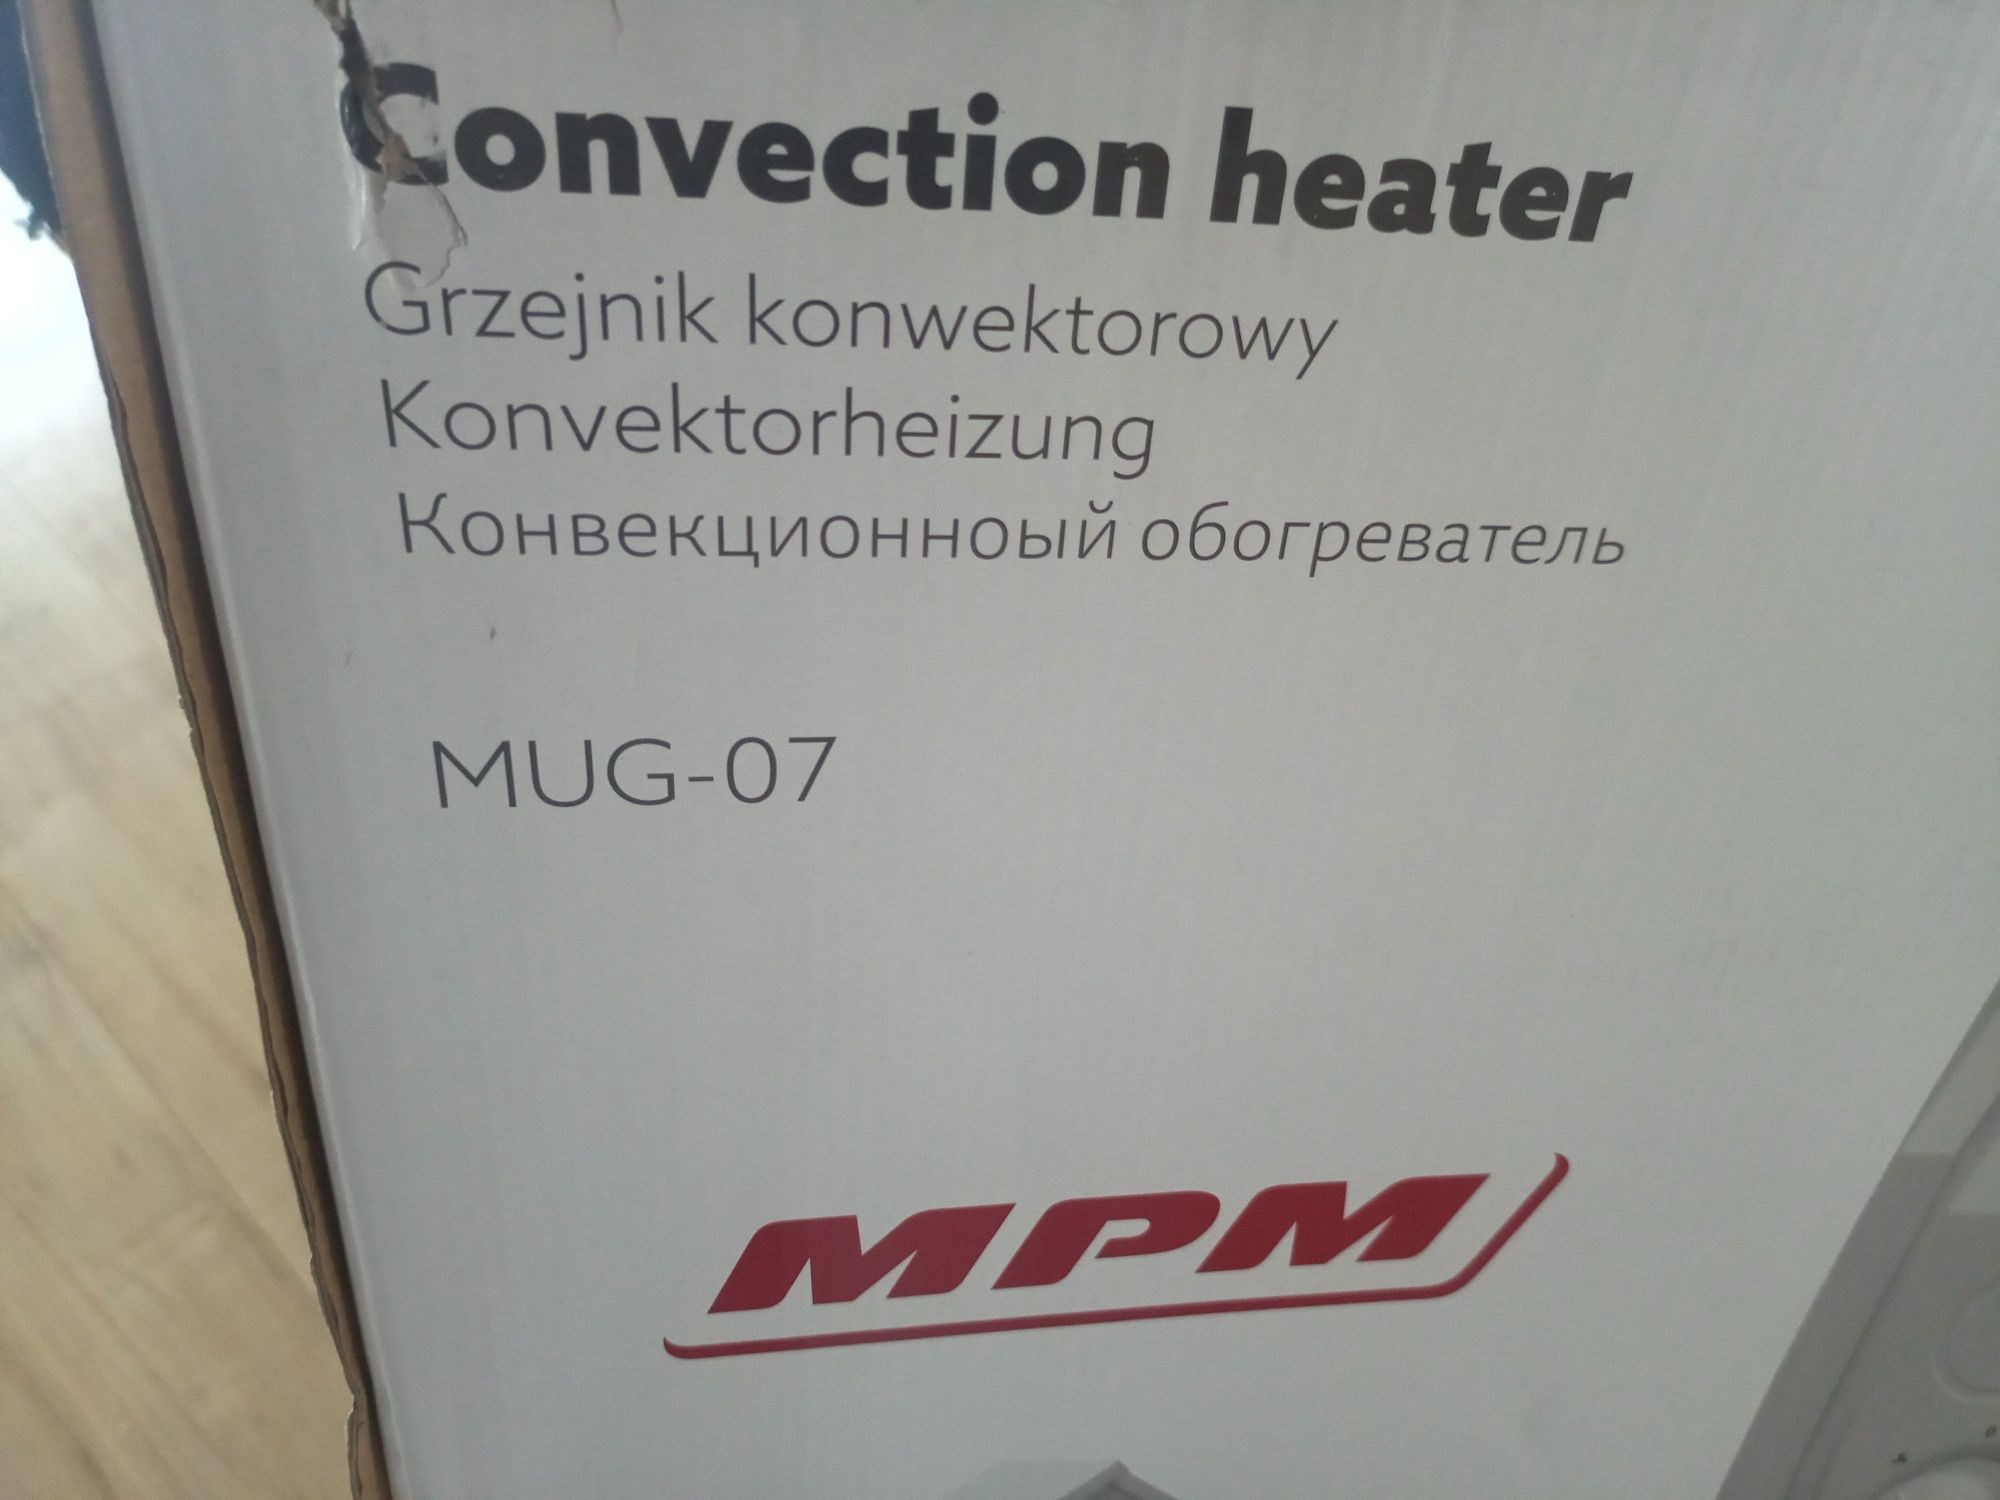 Convection heater
Grzejnik konwektorowy
Konvektorheizung
Конвекционноый обогреватель
MUG-07
MPM